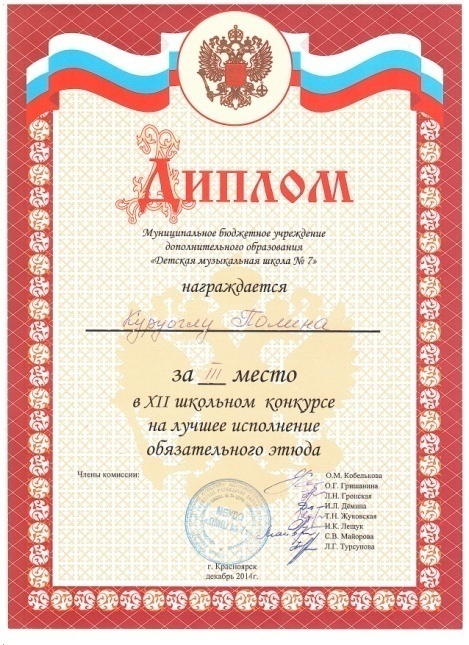 Диплом
Муниципальное бюджетное учреждение
дополнительного образования
«Детская музыкальная школа № 7»
награждается
Куруоглу Полина
за III место
в XII школьном конкурсе
на лучшее исполнение
обязательного этюда
Члены комиссии:
О.М. Кобелькова
О.Г. Гришанина
Л.Н. Гронская
И.Л. Дёмина
Т.Н. Жуковская
И.К. Лещук
С.В. Майорова
Л.Г. Турсунова
г. Красноярск
декабрь 2014г.